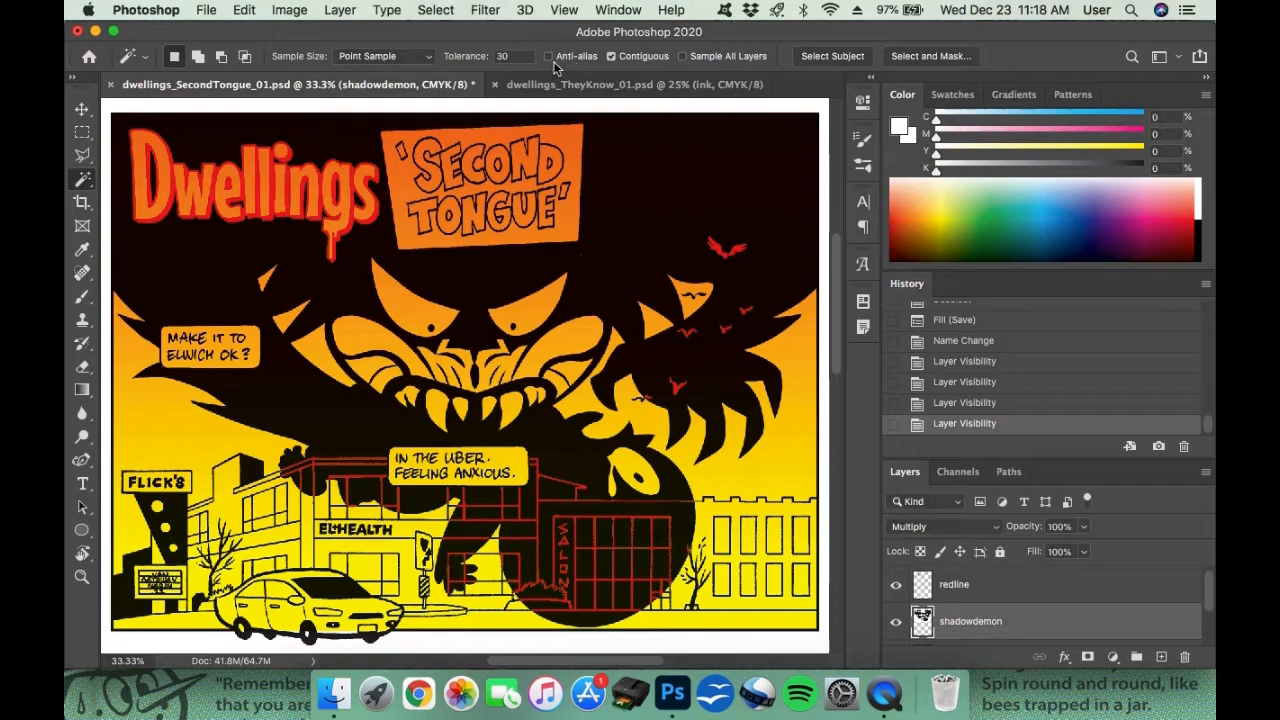 Photoshop File Edit Image Layer Type Select Filter 3D View Window Help 97% Wed Dec 23 11:18 AM User
Adobe Photoshop 2020
Sample Size: Point Sample Tolerance: 30 Anti-alias Contiguous Sample All Layers Select Subject Select and Mask...
dwellings_SecondTongue_01.psd @ 33.3% (shadowdemon, CMYK/8) * dwellings_TheyKnow_01.psd @ 25% (ink, CMYK/8)
Color Swatches Gradients Patterns
C 0 %
M 0 %
Y 0 %
K 0 %
Dwellings
'SECOND
TONGUE'
MAKE IT TO
ELWICH OK?
IN THE UBER.
FEELING ANXIOUS.
FLICK'S
ELHEALTH
SALON
History
Fill (Save)
Name Change
Layer Visibility
Layer Visibility
Layer Visibility
Layer Visibility
Layers Channels Paths
Kind
Multiply Opacity: 100%
Lock: Fill: 100%
redline
shadowdemon
33.33% Doc: 41.8M/64.7M
"Remember
that you are
Spin round and round, like
bees trapped in a jar.
A
A
T
1
Ps
fx